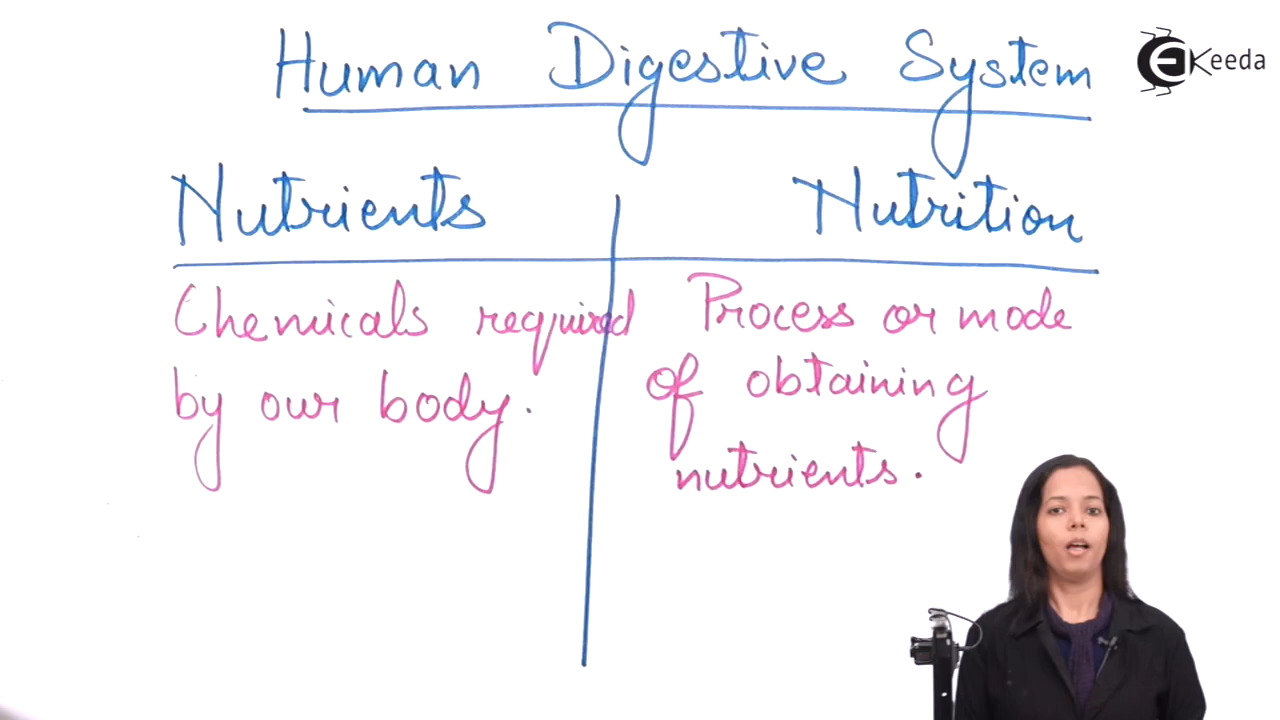 Human Digestive System
EKeeda
Nutrients
Nutrition
Chemicals required
by our body.
Process or mode
of obtaining
nutrients.